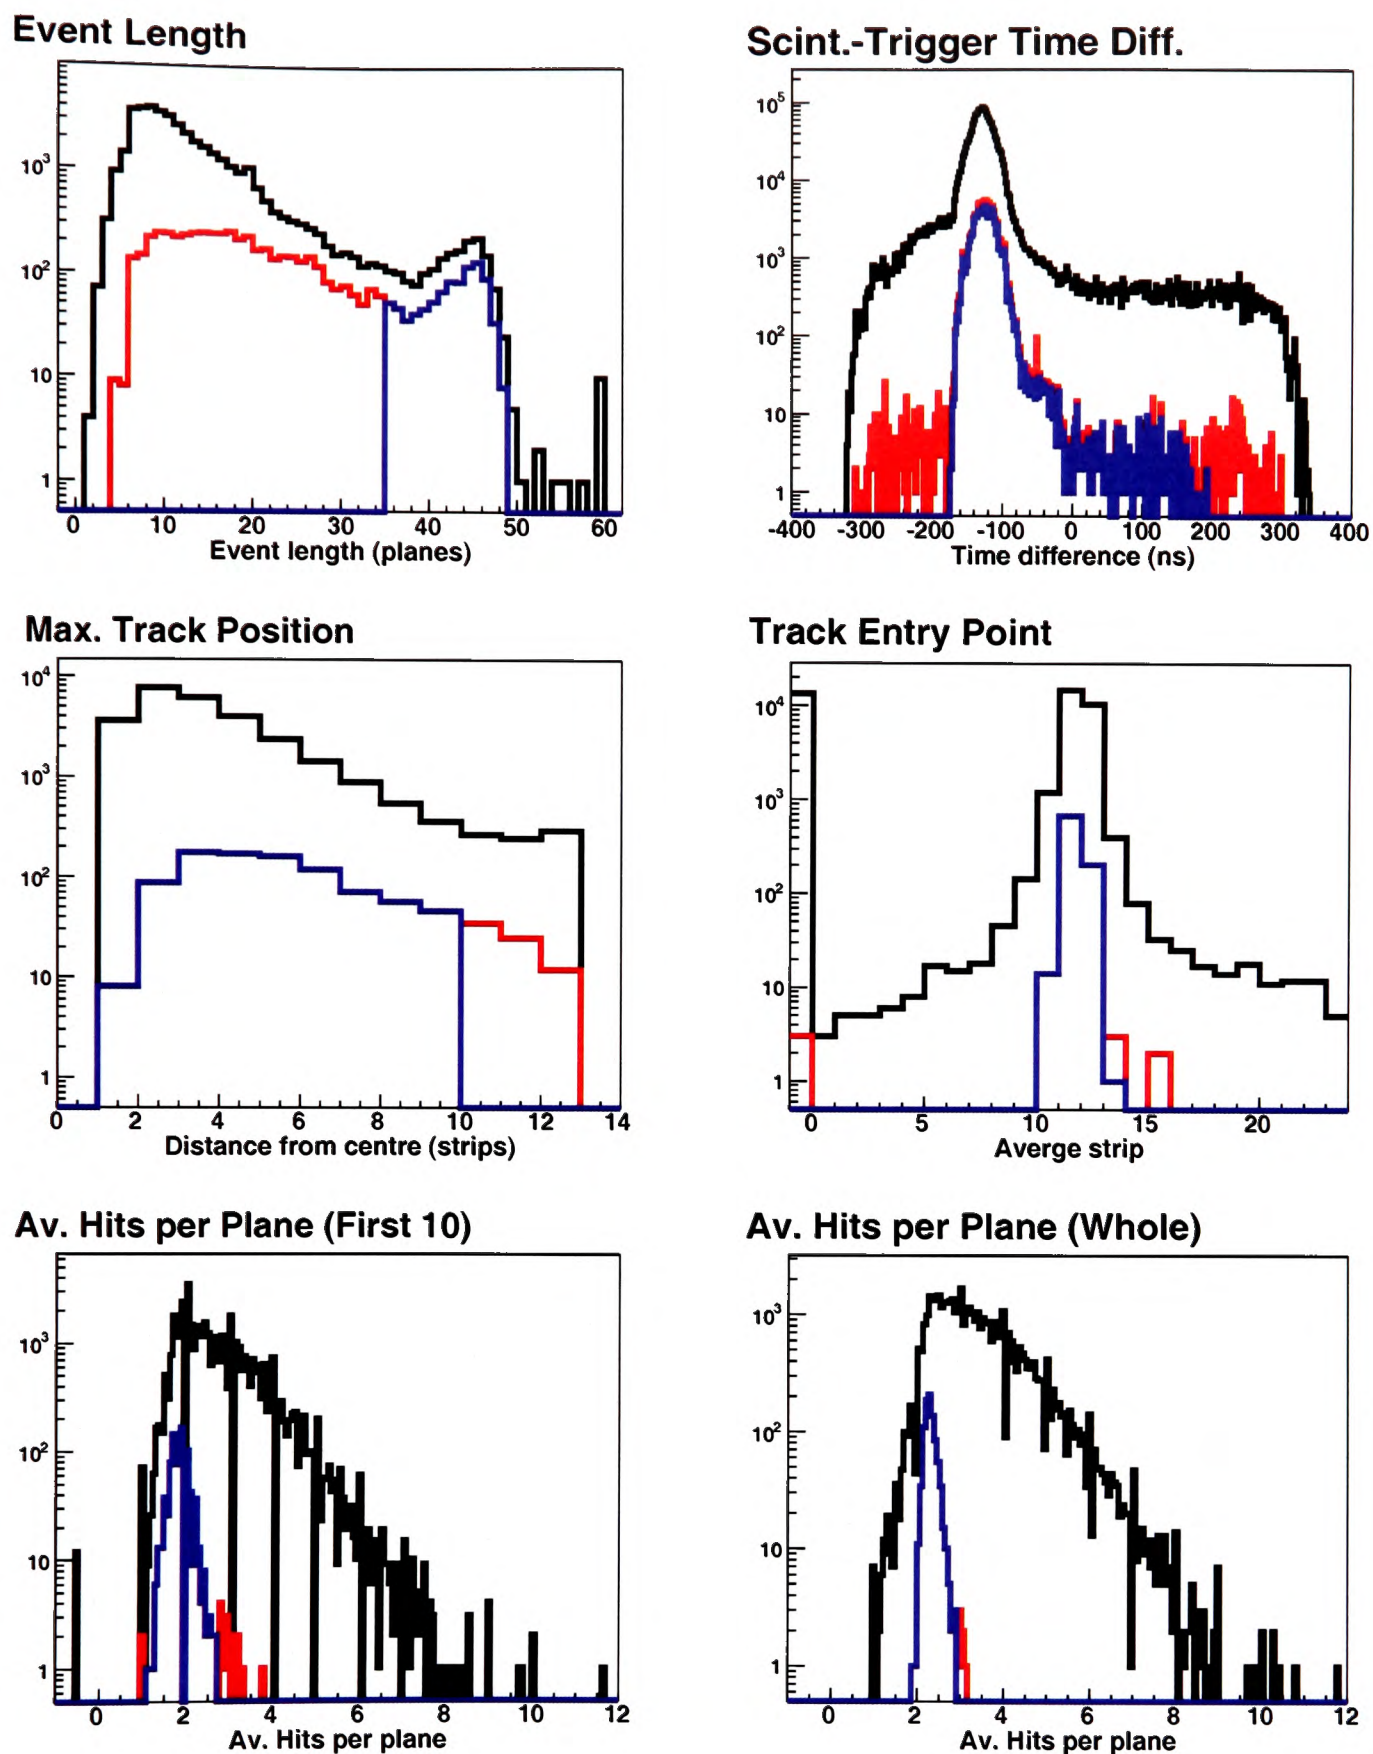 Event Length
10³
10²
10
1
0 10 20 30 40 50 60
Event length (planes)
Scint.-Trigger Time Diff.
10⁵
10⁴
10³
10²
10
1
-400 -300 -200 -100 0 100 200 300 400
Time difference (ns)
Max. Track Position
10⁴
10³
10²
10
1
0 2 4 6 8 10 12 14
Distance from centre (strips)
Track Entry Point
10⁴
10³
10²
10
1
0 5 10 15 20
Averge strip
Av. Hits per Plane (First 10)
10³
10²
10
1
0 2 4 6 8 10 12
Av. Hits per plane
Av. Hits per Plane (Whole)
10³
10²
10
1
0 2 4 6 8 10 12
Av. Hits per plane